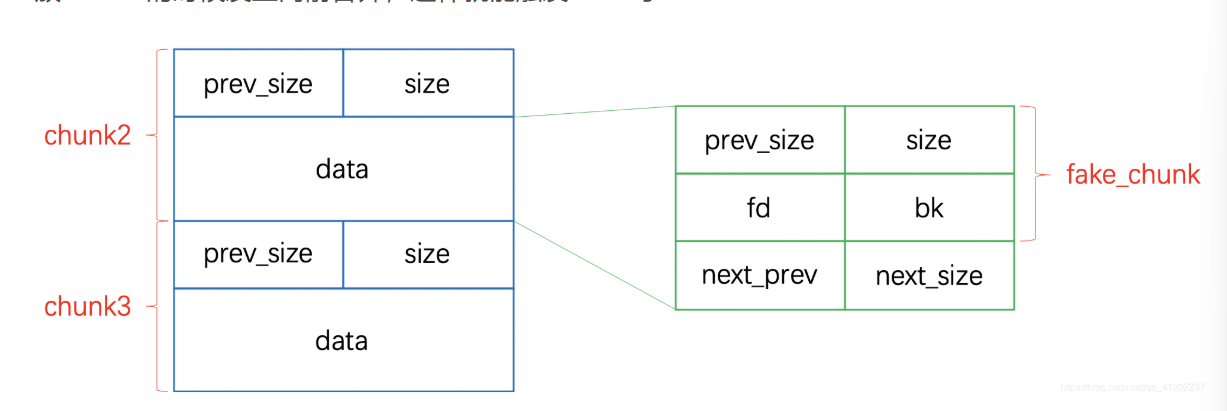 prev_size size
chunk2
data
prev_size size
chunk3
data
prev_size size
fake_chunk
fd bk
next_prev next_size
https://blog.csdn.net/qq_41202237